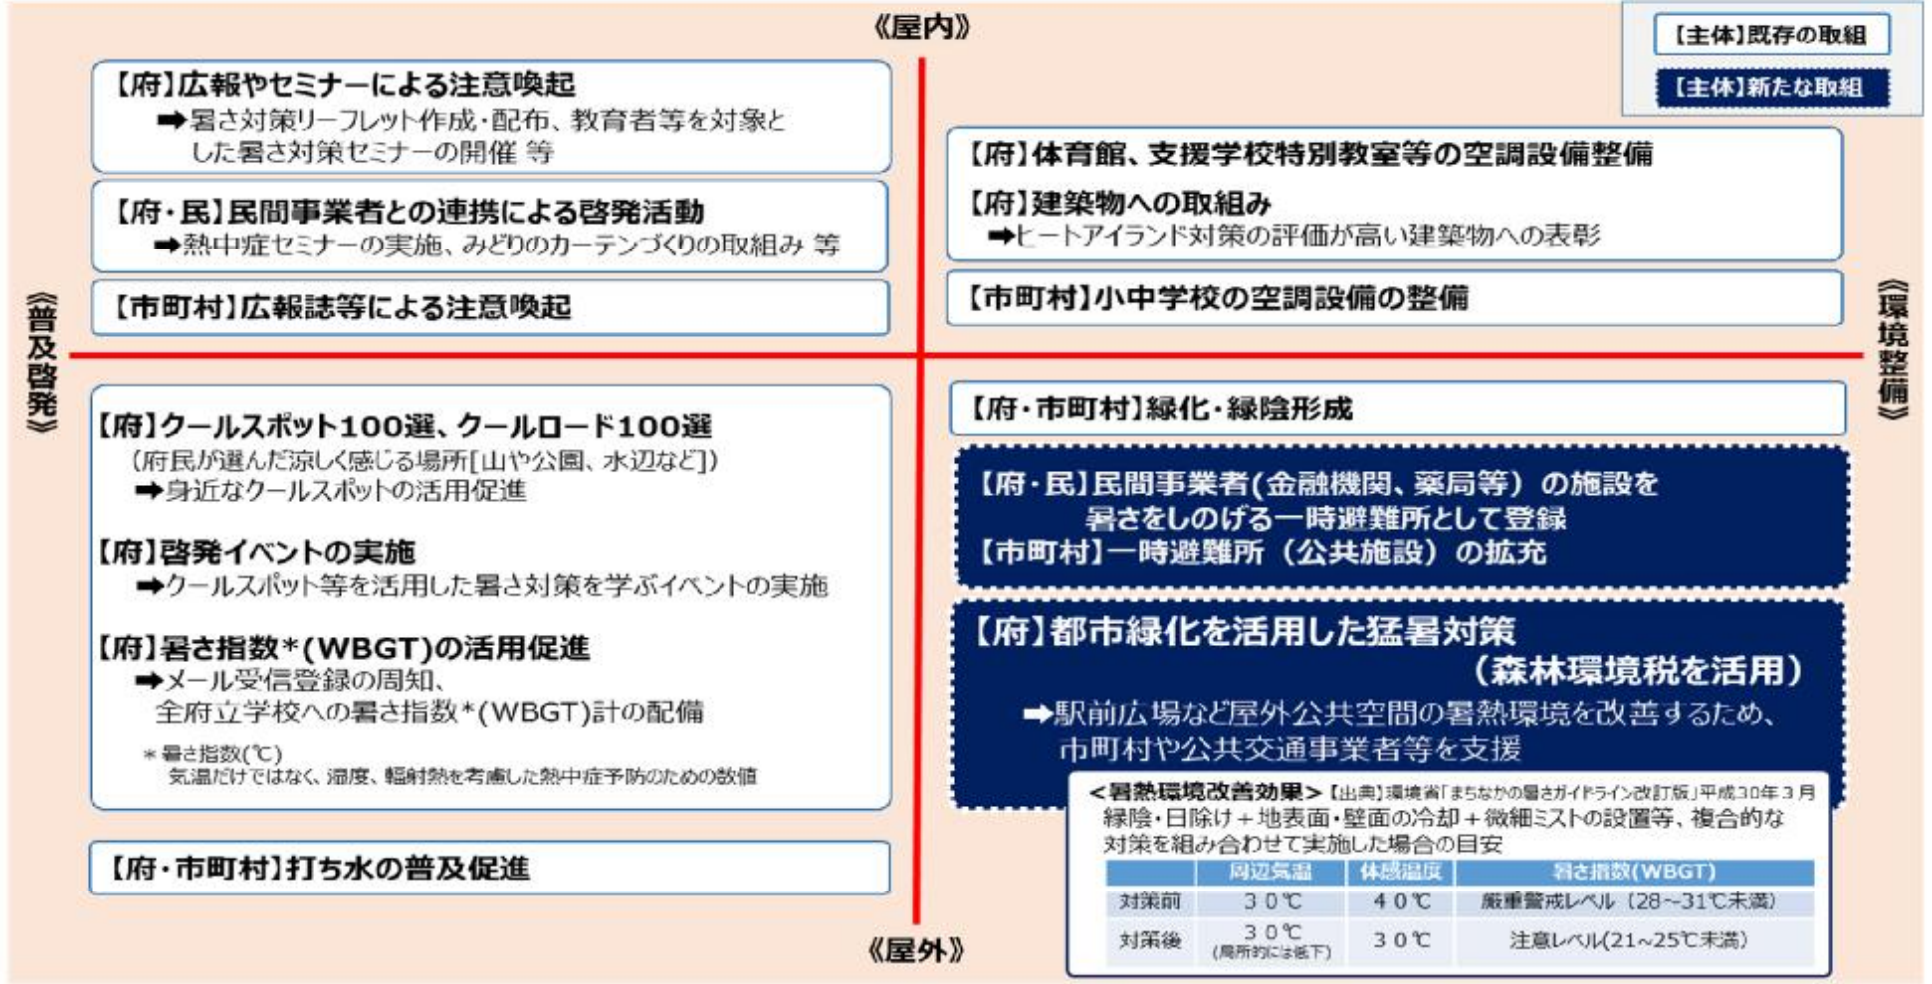 《屋内》
【主体】既存の取組
【主体】新たな取組
【府】広報やセミナーによる注意喚起
➡暑さ対策リーフレット作成・配布、教育者等を対象と
した暑さ対策セミナーの開催 等
【府・民】民間事業者との連携による啓発活動
➡熱中症セミナーの実施、みどりのカーテンづくりの取組み 等
【市町村】広報誌等による注意喚起
【府】体育館、支援学校特別教室等の空調設備整備
【府】建築物への取組み
➡ヒートアイランド対策の評価が高い建築物への表彰
【市町村】小中学校の空調設備の整備
《普及啓発》
《環境整備》
【府】クールスポット100選、クールロード100選
(府民が選んだ涼しく感じる場所[山や公園、水辺など])
➡身近なクールスポットの活用促進
【府】啓発イベントの実施
➡クールスポット等を活用した暑さ対策を学ぶイベントの実施
【府】暑さ指数*(WBGT)の活用促進
➡メール受信登録の周知、
全府立学校への暑さ指数*(WBGT)計の配備
*暑さ指数(℃)
気温だけではなく、湿度、輻射熱を考慮した熱中症予防のための数値
【府・市町村】打ち水の普及促進
【府・市町村】緑化・緑陰形成
【府・民】民間事業者(金融機関、薬局等）の施設を
暑さをしのげる一時避難所として登録
【市町村】一時避難所（公共施設）の拡充
【府】都市緑化を活用した猛暑対策
(森林環境税を活用)
➡駅前広場など屋外公共空間の暑熱環境を改善するため、
市町村や公共交通事業者等を支援
<暑熱環境改善効果>【出典】環境省「まちなかの暑さガイドライン改訂版」平成30年3月
緑陰・日除け＋地表面・壁面の冷却＋微細ミストの設置等、複合的な
対策を組み合わせて実施した場合の目安
周辺気温 体感温度 暑さ指数(WBGT)
対策前 30℃ 40℃ 厳重警戒レベル（28～31℃未満）
対策後 30℃ (局所的には低下) 30℃ 注意レベル(21~25℃未満)
《屋外》